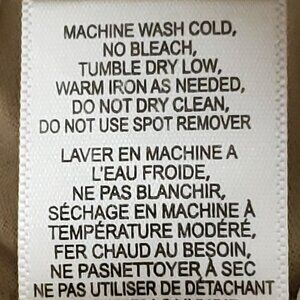 MACHINE WASH COLD,
NO BLEACH,
TUMBLE DRY LOW,
WARM IRON AS NEEDED,
DO NOT DRY CLEAN,
DO NOT USE SPOT REMOVER
LAVER EN MACHINE A
L'EAU FROIDE,
NE PAS BLANCHIR,
SÉCHAGE EN MACHINE À
TEMPÉRATURE MODÉRÉ,
FER CHAUD AU BESOIN,
NE PASNETTOYER À SEC
NE PAS UTILISER DE DÉTACHANT